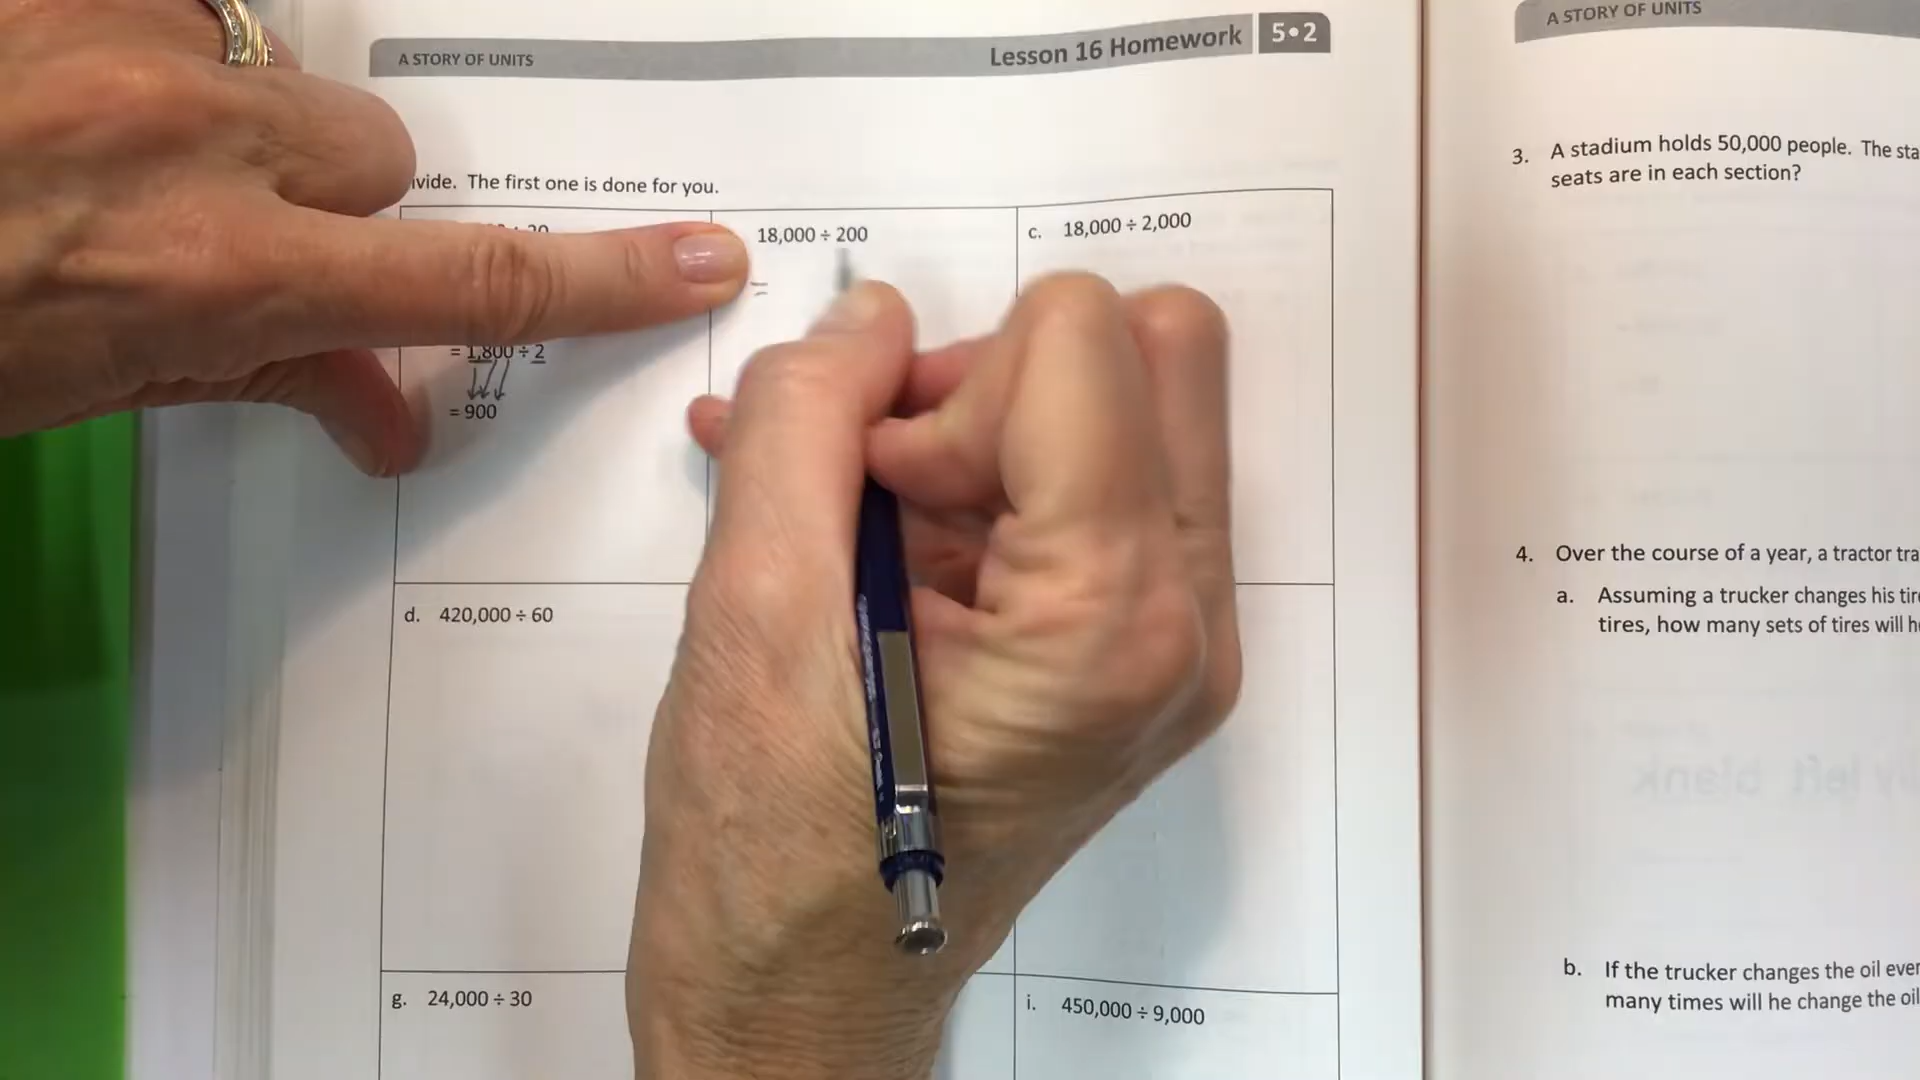 A STORY OF UNITS
Lesson 16 Homework 5•2
ivide. The first one is done for you.
= 1,800 ÷ 2
= 900
18,000 ÷ 200
=
c. 18,000 ÷ 2,000
d. 420,000 ÷ 60
g. 24,000 ÷ 30
i. 450,000 ÷ 9,000
A STORY OF UNITS
3. A stadium holds 50,000 people. The sta
seats are in each section?
4. Over the course of a year, a tractor tra
a. Assuming a trucker changes his tir
tires, how many sets of tires will h
b. If the trucker changes the oil ever
many times will he change the oil